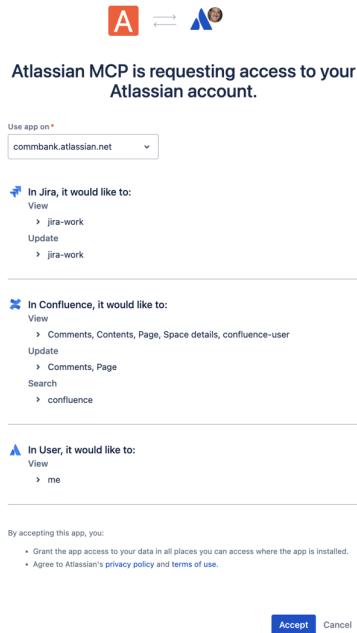 A
Atlassian MCP is requesting access to your
Atlassian account.
Use app on *
commbank.atlassian.net
In Jira, it would like to:
View
jira-work
Update
jira-work
In Confluence, it would like to:
View
Comments, Contents, Page, Space details, confluence-user
Update
Comments, Page
Search
confluence
In User, it would like to:
View
me
By accepting this app, you:
• Grant the app access to your data in all places you can access where the app is installed.
• Agree to Atlassian's privacy policy and terms of use.
Accept Cancel